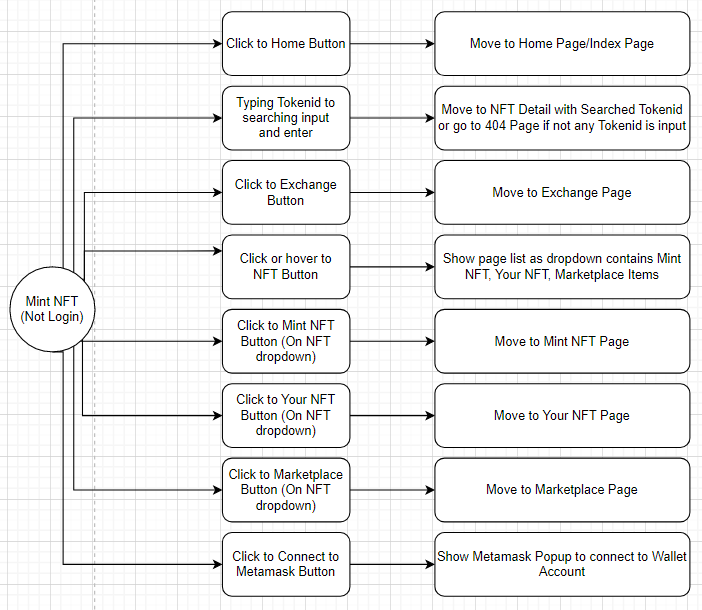 Click to Home Button
Move to Home Page/Index Page
Typing Tokenid to
searching input
and enter
Move to NFT Detail with Searched Tokenid
or go to 404 Page if not any Tokenid is input
Click to Exchange
Button
Move to Exchange Page
Click or hover to
NFT Button
Show page list as dropdown contains Mint
NFT, Your NFT, Marketplace Items
Mint NFT
(Not Login)
Click to Mint NFT
Button (On NFT
dropdown)
Move to Mint NFT Page
Click to Your NFT
Button (On NFT
dropdown)
Move to Your NFT Page
Click to Marketplace
Button (On NFT
dropdown)
Move to Marketplace Page
Click to Connect to
Metamask Button
Show Metamask Popup to connect to Wallet
Account